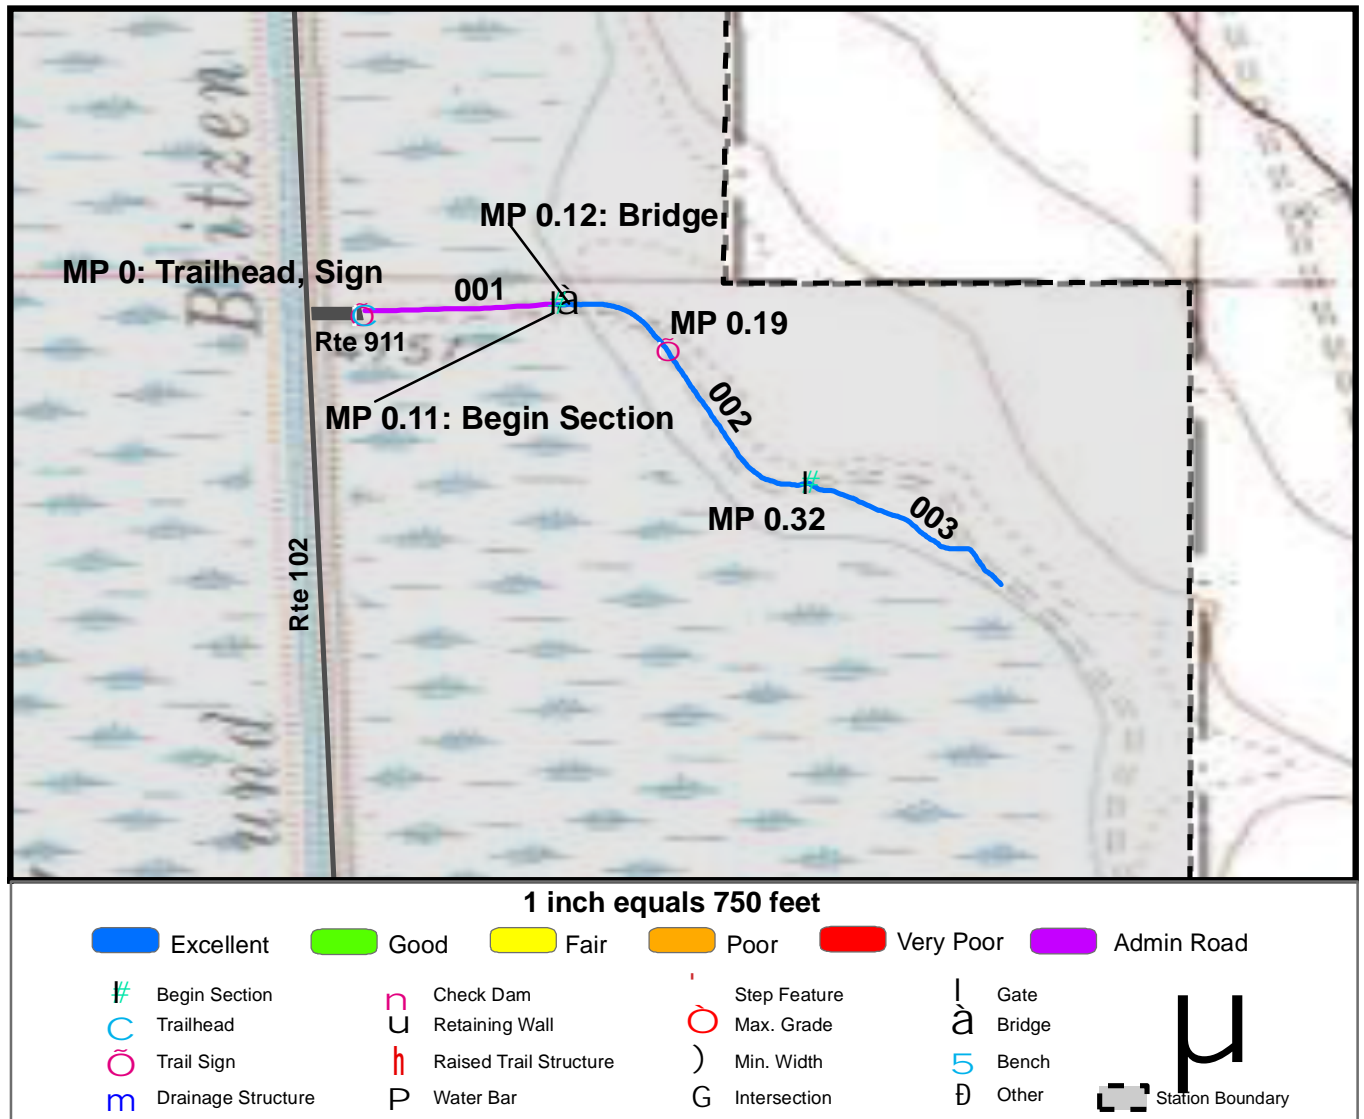 Blitzen
MP 0.12: Bridge
MP 0: Trailhead, Sign
001
Rte 911
MP 0.19
002
MP 0.11: Begin Section
MP 0.32
003
Rte 102
und
1 inch equals 750 feet
Excellent
Good
Fair
Poor
Very Poor
Admin Road
# Begin Section
n Check Dam
' Step Feature
l Gate
C Trailhead
u Retaining Wall
Ò Max. Grade
à Bridge
Õ Trail Sign
h Raised Trail Structure
) Min. Width
5 Bench
m Drainage Structure
P Water Bar
G Intersection
Ð Other
µ
Station Boundary